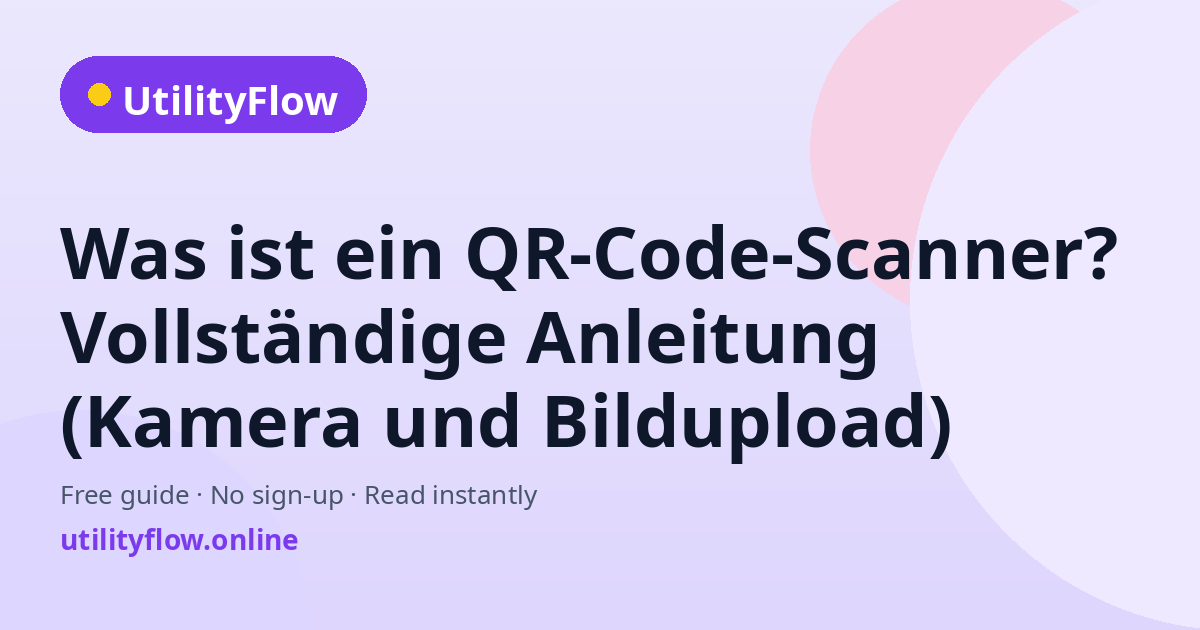 UtilityFlow
Was ist ein QR-Code-Scanner?
Vollständige Anleitung
(Kamera und Bildupload)
Free guide · No sign-up · Read instantly
utilityflow.online